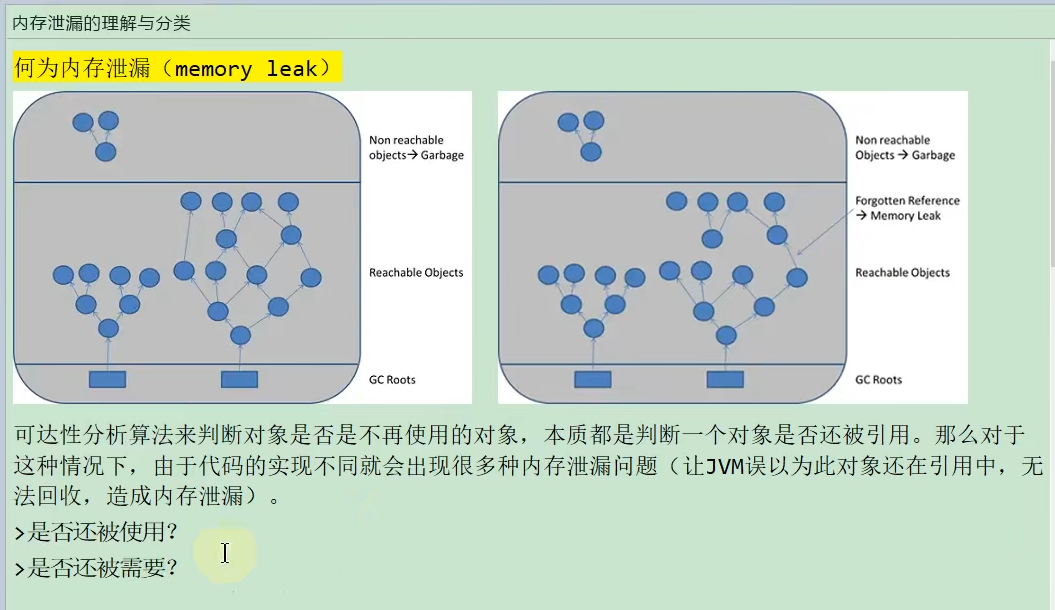 内存泄漏的理解与分类
何为内存泄漏（memory leak）
Non reachable
objects→ Garbage
Reachable Objects
GC Roots
Non reachable
Objects → Garbage
Forgotten Reference
→ Memory Leak
Reachable Objects
GC Roots
可达性分析算法来判断对象是否是不再使用的对象，本质都是判断一个对象是否还被引用。那么对于
这种情况下，由于代码的实现不同就会出现很多种内存泄漏问题（让JVM误以为此对象还在引用中，无
法回收，造成内存泄漏）。
>是否还被使用？
>是否还被需要？